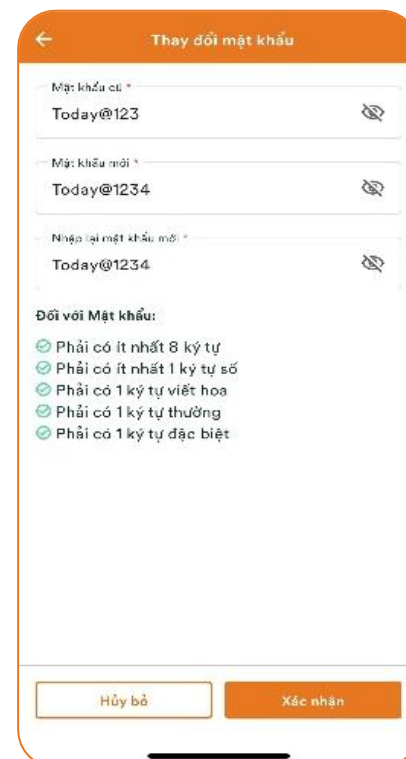 Thay đổi mật khẩu
Mật khẩu cũ *
Today@123
Mật khẩu mới *
Today@1234
Nhập lại mật khẩu mới *
Today@1234
Đối với Mật khẩu:
Phải có ít nhất 8 ký tự
Phải có ít nhất 1 ký tự số
Phải có 1 ký tự viết hoa
Phải có 1 ký tự thường
Phải có 1 ký tự đặc biệt
Hủy bỏ
Xác nhận